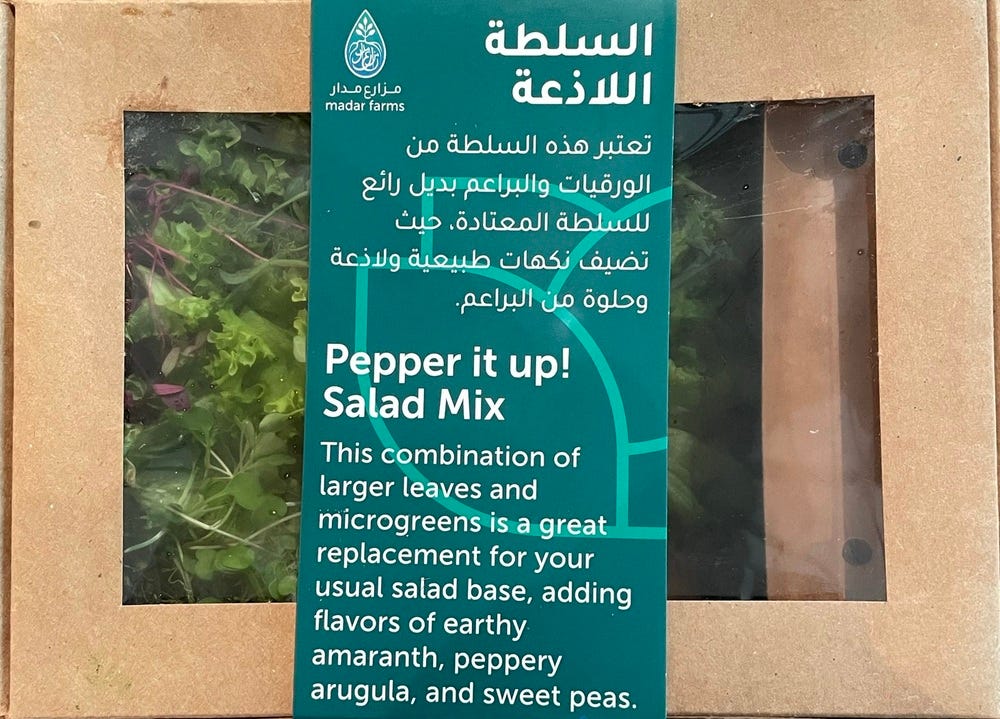 مزارع مدار
madar farms
السلطة
اللاذعة
تعتبر هذه السلطة من
الورقيات والبراعم بديل رائع
للسلطة المعتادة، حيث
تضيف نكهات طبيعية ولاذعة
وحلوة من البراعم.
Pepper it up!
Salad Mix
This combination of
larger leaves and
microgreens is a great
replacement for your
usual salad base, adding
flavors of earthy
amaranth, peppery
arugula, and sweet peas.